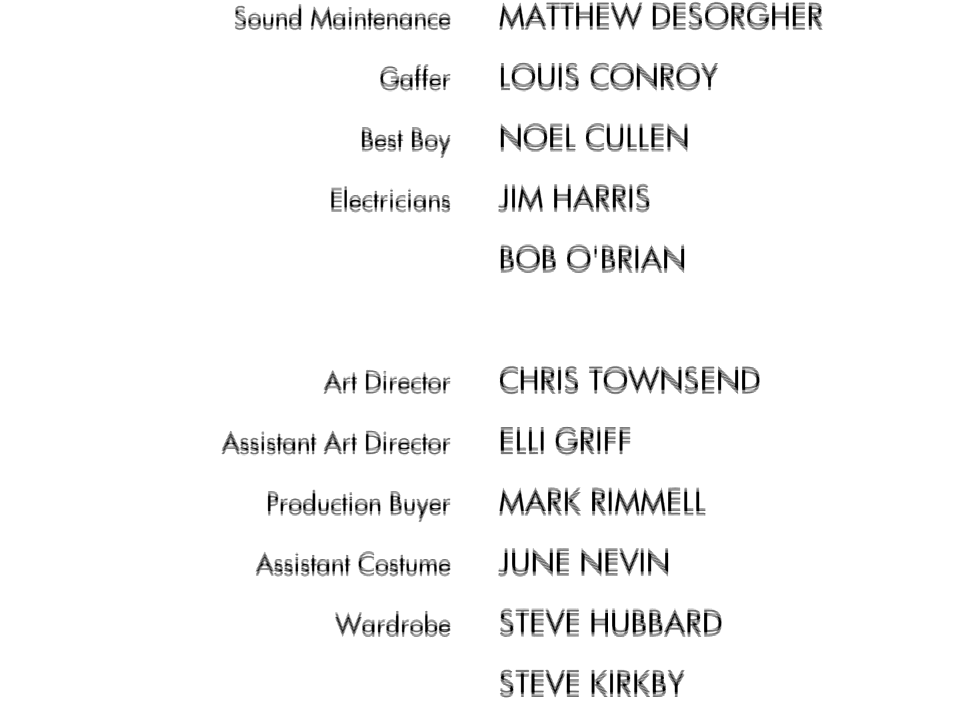 Sound Maintenance MATTHEW DESORGHER
Gaffer LOUIS CONROY
Best Boy NOEL CULLEN
Electricians JIM HARRIS
BOB O'BRIAN
Art Director CHRIS TOWNSEND
Assistant Art Director ELLI GRIFF
Production Buyer MARK RIMMELL
Assistant Costume JUNE NEVIN
Wardrobe STEVE HUBBARD
STEVE KIRKBY